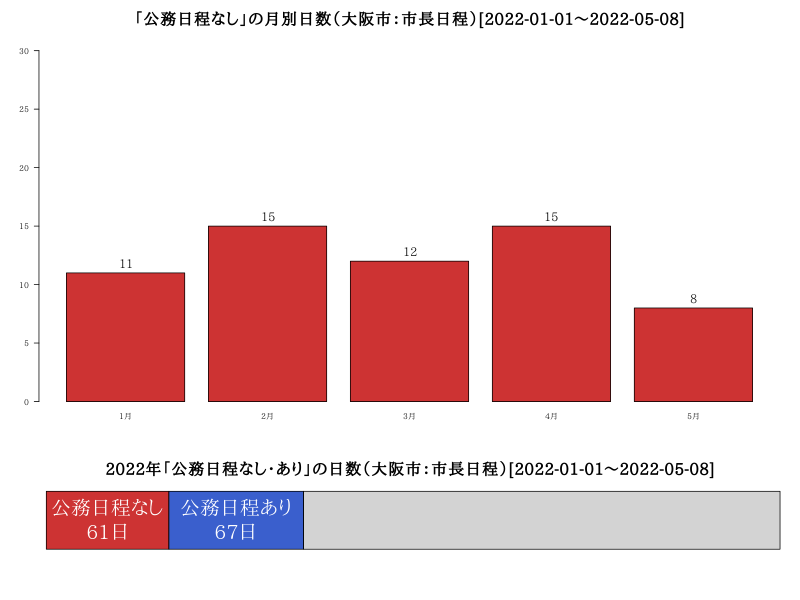 「公務日程なし」の月別日数（大阪市：市長日程）[2022-01-01～2022-05-08]
30
25
20
15
10
5
0
11
15
12
15
8
1月
2月
3月
4月
5月
2022年「公務日程なし・あり」の日数（大阪市：市長日程）[2022-01-01～2022-05-08]
公務日程なし
61日
公務日程あり
67日